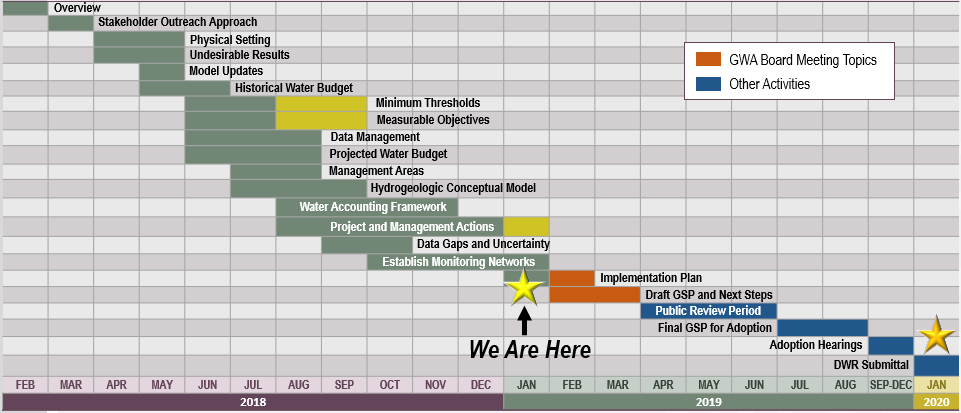 Overview
Stakeholder Outreach Approach
Physical Setting
Undesirable Results
GWA Board Meeting Topics
Model Updates
Other Activities
Historical Water Budget
Minimum Thresholds
Measurable Objectives
Data Management
Projected Water Budget
Management Areas
Hydrogeologic Conceptual Model
Water Accounting Framework
Project and Management Actions
Data Gaps and Uncertainty
Establish Monitoring Networks
Implementation Plan
Draft GSP and Next Steps
Public Review Period
Final GSP for Adoption
We Are Here
Adoption Hearings
DWR Submittal
FEB MAR APR MAY JUN JUL AUG SEP OCT NOV DEC JAN FEB MAR APR MAY JUN JUL AUG SEP-DEC JAN
2018 2019 2020